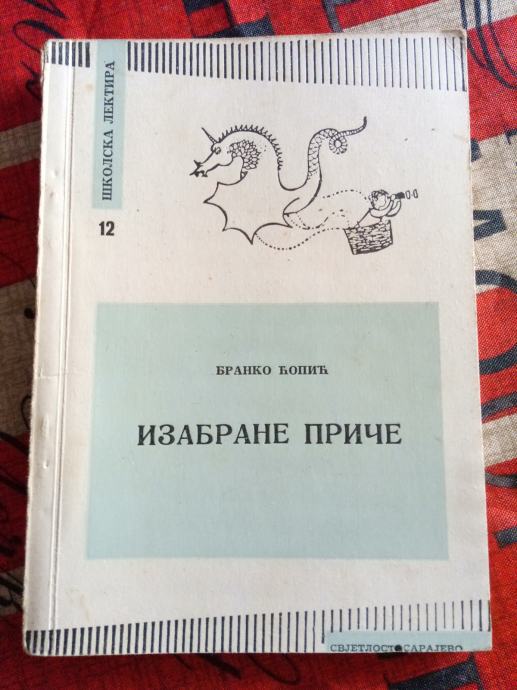 ШКОЛСКА ЛЕКТИРА
12
БРАНКО ЋОПИЋ
ИЗАБРАНЕ ПРИЧЕ
СВЈЕТЛОСТ САРАЈЕВО